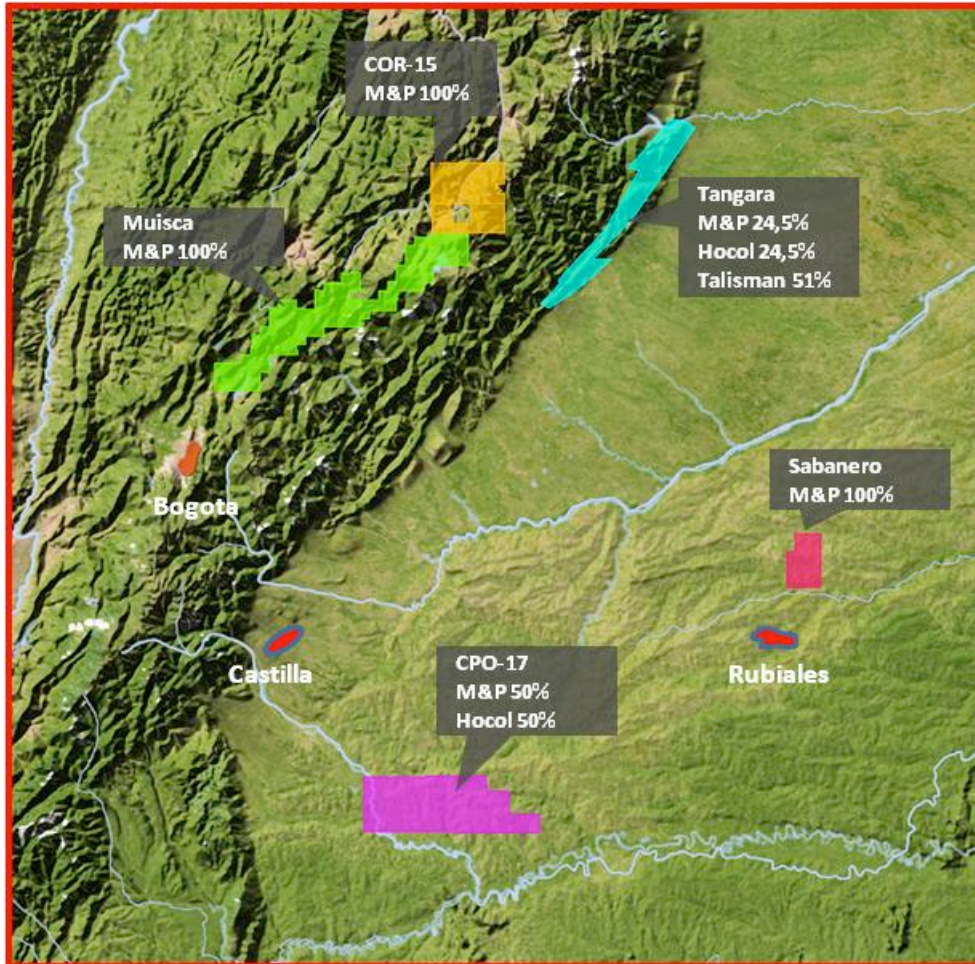 COR-15
M&P 100%
Muisca
M&P 100%
Tangara
M&P 24,5%
Hocol 24,5%
Talisman 51%
Sabanero
M&P 100%
Bogota
CPO-17
M&P 50%
Hocol 50%
Castilla
Rubiales